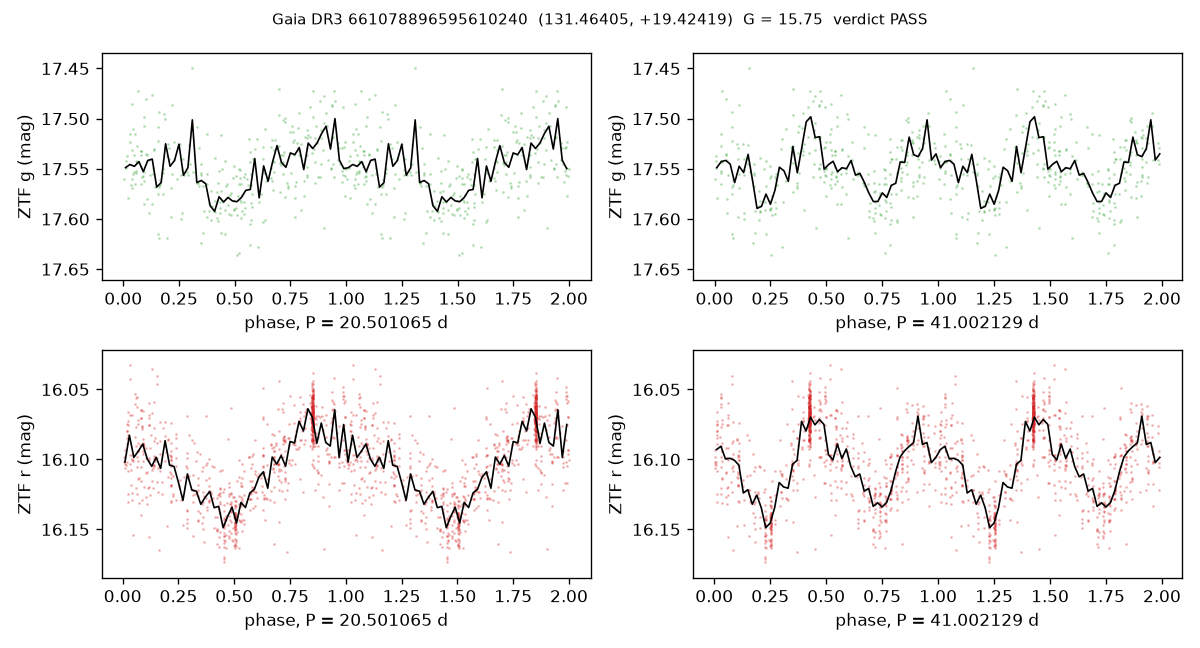 Gaia DR3 661078896595610240  (131.46405, +19.42419)  G = 15.75  verdict PASS
ZTF g (mag)
17.45
17.50
17.55
17.60
17.65
0.00 0.25 0.50 0.75 1.00 1.25 1.50 1.75 2.00
phase, P = 20.501065 d
ZTF g (mag)
17.45
17.50
17.55
17.60
17.65
0.00 0.25 0.50 0.75 1.00 1.25 1.50 1.75 2.00
phase, P = 41.002129 d
ZTF r (mag)
16.05
16.10
16.15
0.00 0.25 0.50 0.75 1.00 1.25 1.50 1.75 2.00
phase, P = 20.501065 d
ZTF r (mag)
16.05
16.10
16.15
0.00 0.25 0.50 0.75 1.00 1.25 1.50 1.75 2.00
phase, P = 41.002129 d